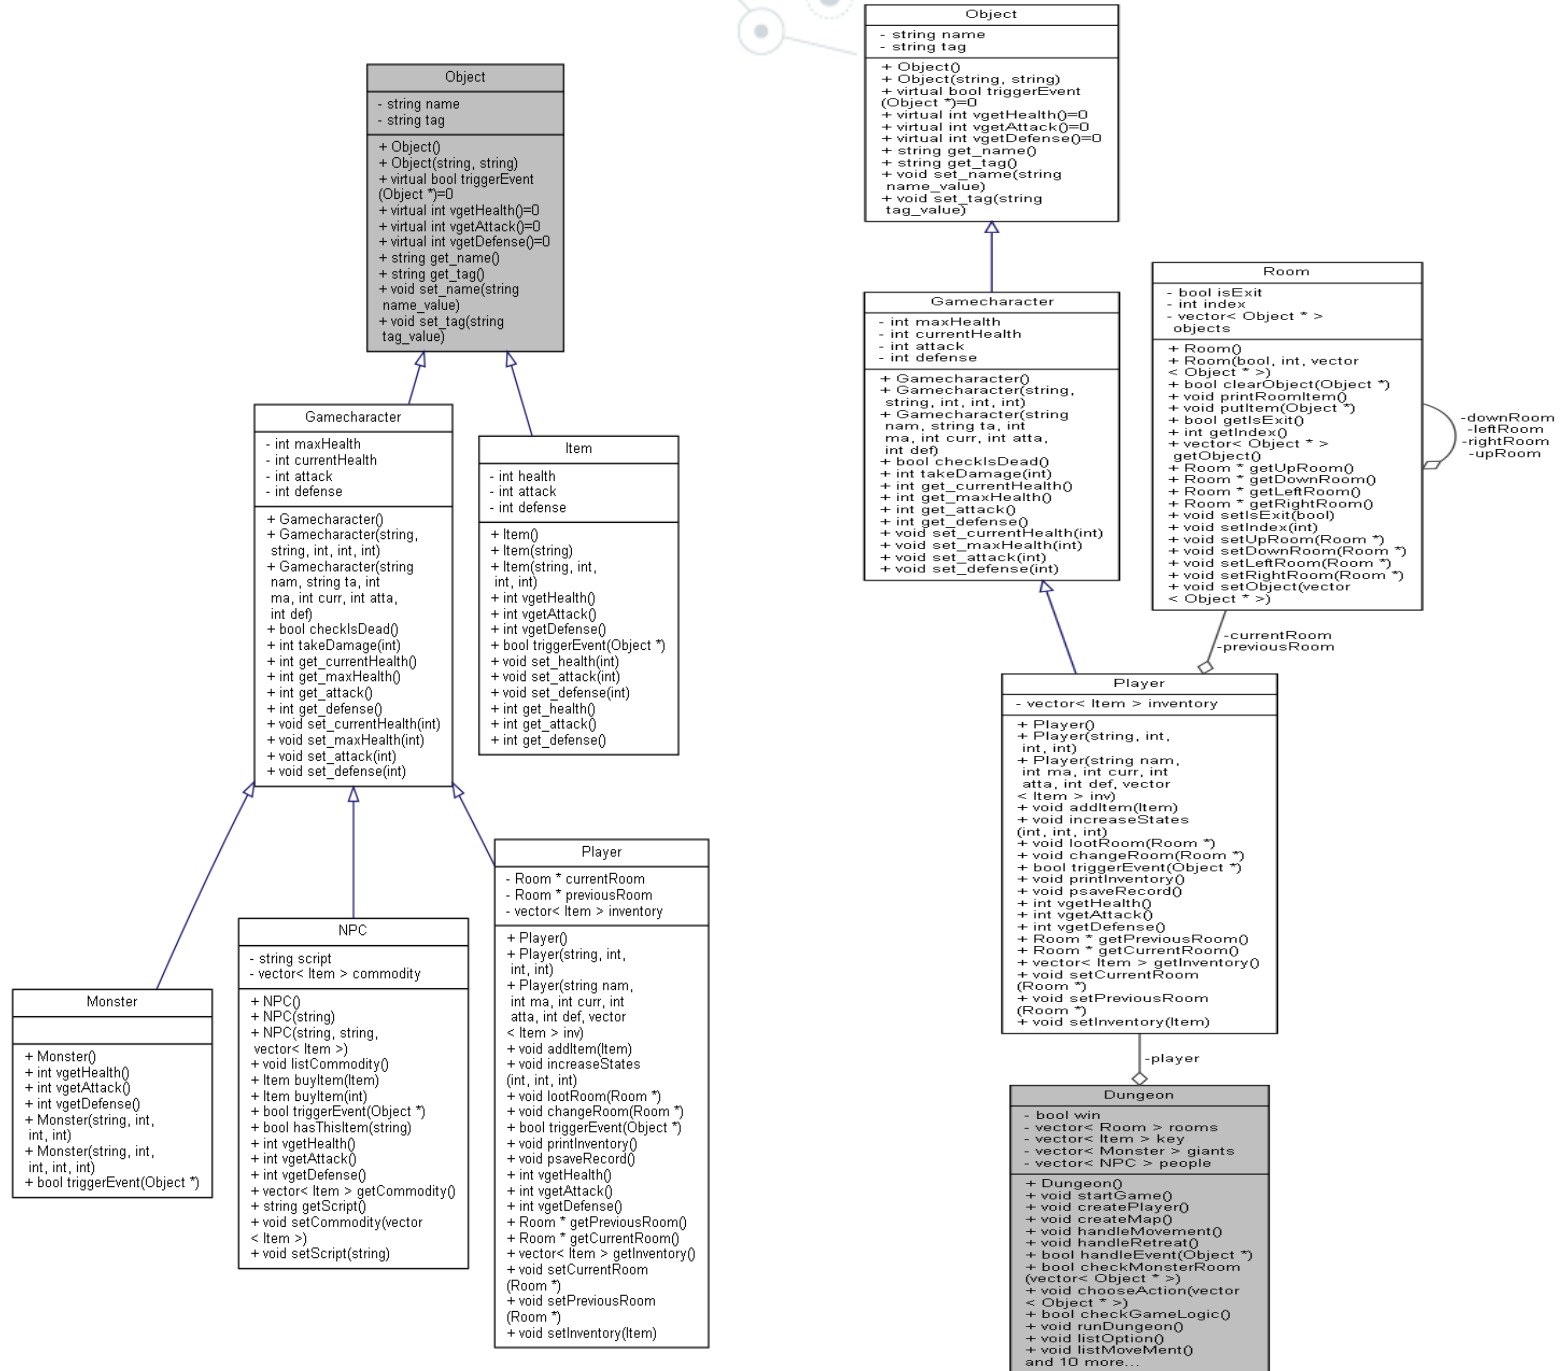 Object
- string name
- string tag
+ Object()
+ Object(string, string)
+ virtual bool triggerEvent
(Object *)=0
+ virtual int vgetHealth()=0
+ virtual int vgetAttack()=0
+ virtual int vgetDefense()=0
+ string get_name()
+ string get_tag()
+ void set_name(string
name_value)
+ void set_tag(string
tag_value)
Gamecharacter
- int maxHealth
- int currentHealth
- int attack
- int defense
+ Gamecharacter()
+ Gamecharacter(string,
string, int, int, int)
+ Gamecharacter(string
nam, string ta, int
ma, int curr, int atta,
int def)
+ bool checkIsDead()
+ int takeDamage(int)
+ int get_currentHealth()
+ int get_maxHealth()
+ int get_attack()
+ int get_defense()
+ void set_currentHealth(int)
+ void set_maxHealth(int)
+ void set_attack(int)
+ void set_defense(int)
Item
- int health
- int attack
- int defense
+ Item()
+ Item(string)
+ Item(string, int,
int, int)
+ int vgetHealth()
+ int vgetAttack()
+ int vgetDefense()
+ bool triggerEvent(Object *)
+ void set_health(int)
+ void set_attack(int)
+ void set_defense(int)
+ int get_health()
+ int get_attack()
+ int get_defense()
Monster
+ Monster()
+ int vgetHealth()
+ int vgetAttack()
+ int vgetDefense()
+ Monster(string, int,
int, int)
+ Monster(string, int,
int, int, int)
+ bool triggerEvent(Object *)
NPC
- string script
- vector< Item > commodity
+ NPC()
+ NPC(string)
+ NPC(string, string,
vector< Item >)
+ void listCommodity()
+ Item buyItem(Item)
+ Item buyItem(int)
+ bool triggerEvent(Object *)
+ bool hasThisItem(string)
+ int vgetHealth()
+ int vgetAttack()
+ int vgetDefense()
+ vector< Item > getCommodity()
+ string getScript()
+ void setCommodity(vector
< Item >)
+ void setScript(string)
Player
- Room * currentRoom
- Room * previousRoom
- vector< Item > inventory
+ Player()
+ Player(string, int,
int, int)
+ Player(string nam,
int ma, int curr, int
atta, int def, vector
< Item > inv)
+ void addItem(Item)
+ void increaseStates
(int, int, int)
+ void lootRoom(Room *)
+ void changeRoom(Room *)
+ bool triggerEvent(Object *)
+ void printInventory()
+ void psaveRecord()
+ int vgetHealth()
+ int vgetAttack()
+ int vgetDefense()
+ Room * getPreviousRoom()
+ Room * getCurrentRoom()
+ vector< Item > getInventory()
+ void setCurrentRoom
(Room *)
+ void setPreviousRoom
(Room *)
+ void setInventory(Item)
Object
- string name
- string tag
+ Object()
+ Object(string, string)
+ virtual bool triggerEvent
(Object *)=0
+ virtual int vgetHealth()=0
+ virtual int vgetAttack()=0
+ virtual int vgetDefense()=0
+ string get_name()
+ string get_tag()
+ void set_name(string
name_value)
+ void set_tag(string
tag_value)
Gamecharacter
- int maxHealth
- int currentHealth
- int attack
- int defense
+ Gamecharacter()
+ Gamecharacter(string,
string, int, int, int)
+ Gamecharacter(string
nam, string ta, int
ma, int curr, int atta,
int def)
+ bool checkIsDead()
+ int takeDamage(int)
+ int get_currentHealth()
+ int get_maxHealth()
+ int get_attack()
+ int get_defense()
+ void set_currentHealth(int)
+ void set_maxHealth(int)
+ void set_attack(int)
+ void set_defense(int)
Room
- bool isExit
- int index
- vector< Object * >
objects
+ Room()
+ Room(bool, int, vector
< Object * >)
+ bool clearObject(Object *)
+ void printRoomItem()
+ void putItem(Object *)
+ bool getIsExit()
+ int getIndex()
+ vector< Object * >
getObject()
+ Room * getUpRoom()
+ Room * getDownRoom()
+ Room * getLeftRoom()
+ Room * getRightRoom()
+ void setIsExit(bool)
+ void setIndex(int)
+ void setUpRoom(Room *)
+ void setDownRoom(Room *)
+ void setLeftRoom(Room *)
+ void setRightRoom(Room *)
+ void setObject(vector
< Object * >)
-downRoom
-leftRoom
-rightRoom
-upRoom
-currentRoom
-previousRoom
Player
- vector< Item > inventory
+ Player()
+ Player(string, int,
int, int)
+ Player(string nam,
int ma, int curr, int
atta, int def, vector
< Item > inv)
+ void addItem(Item)
+ void increaseStates
(int, int, int)
+ void lootRoom(Room *)
+ void changeRoom(Room *)
+ bool triggerEvent(Object *)
+ void printInventory()
+ void psaveRecord()
+ int vgetHealth()
+ int vgetAttack()
+ int vgetDefense()
+ Room * getPreviousRoom()
+ Room * getCurrentRoom()
+ vector< Item > getInventory()
+ void setCurrentRoom
(Room *)
+ void setPreviousRoom
(Room *)
+ void setInventory(Item)
-player
Dungeon
- bool win
- vector< Room > rooms
- vector< Item > key
- vector< Monster > giants
- vector< NPC > people
+ Dungeon()
+ void startGame()
+ void createPlayer()
+ void createMap()
+ void handleMovement()
+ void handleRetreat()
+ bool handleEvent(Object *)
+ bool checkMonsterRoom
(vector< Object * >)
+ void chooseAction(vector
< Object * >)
+ bool checkGameLogic()
+ void runDungeon()
+ void listOption()
+ void listMoveMent()
and 10 more...